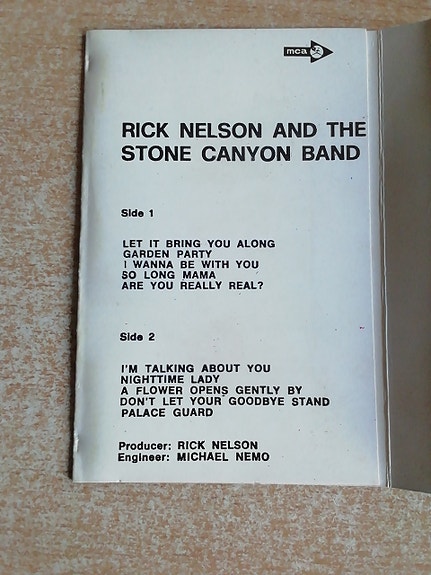 mca
RICK NELSON AND THE
STONE CANYON BAND
Side 1
LET IT BRING YOU ALONG
GARDEN PARTY
I WANNA BE WITH YOU
SO LONG MAMA
ARE YOU REALLY REAL?
Side 2
I'M TALKING ABOUT YOU
NIGHTTIME LADY
A FLOWER OPENS GENTLY BY
DON'T LET YOUR GOODBYE STAND
PALACE GUARD
Producer: RICK NELSON
Engineer: MICHAEL NEMO